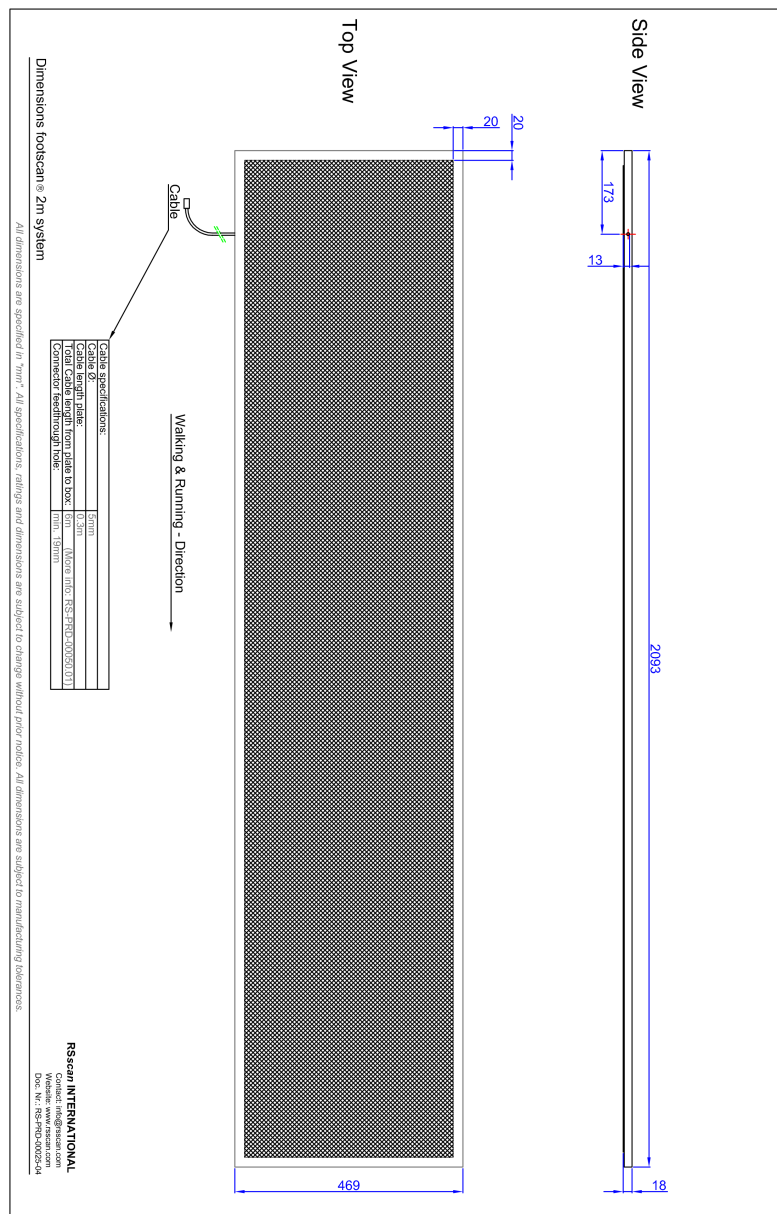 Side View
173
13
2093
18
Top View
20
20
469
Cable
Walking & Running - Direction
Cable specifications:
Cable Ø: 5mm
Cable length plate: 0.3m
Total Cable length from plate to box: 6m (More info: RS-PRD-00050.01)
Connector feedthrough hole: min. 19mm
Dimensions footscan® 2m system
RSscan INTERNATIONAL
Contact: info@rsscan.com
Website: www.rsscan.com
Doc. Nr.: RS-PRD-00025-04
All dimensions are specified in "mm". All specifications, ratings and dimensions are subject to change without prior notice. All dimensions are subject to manufacturing tolerances.